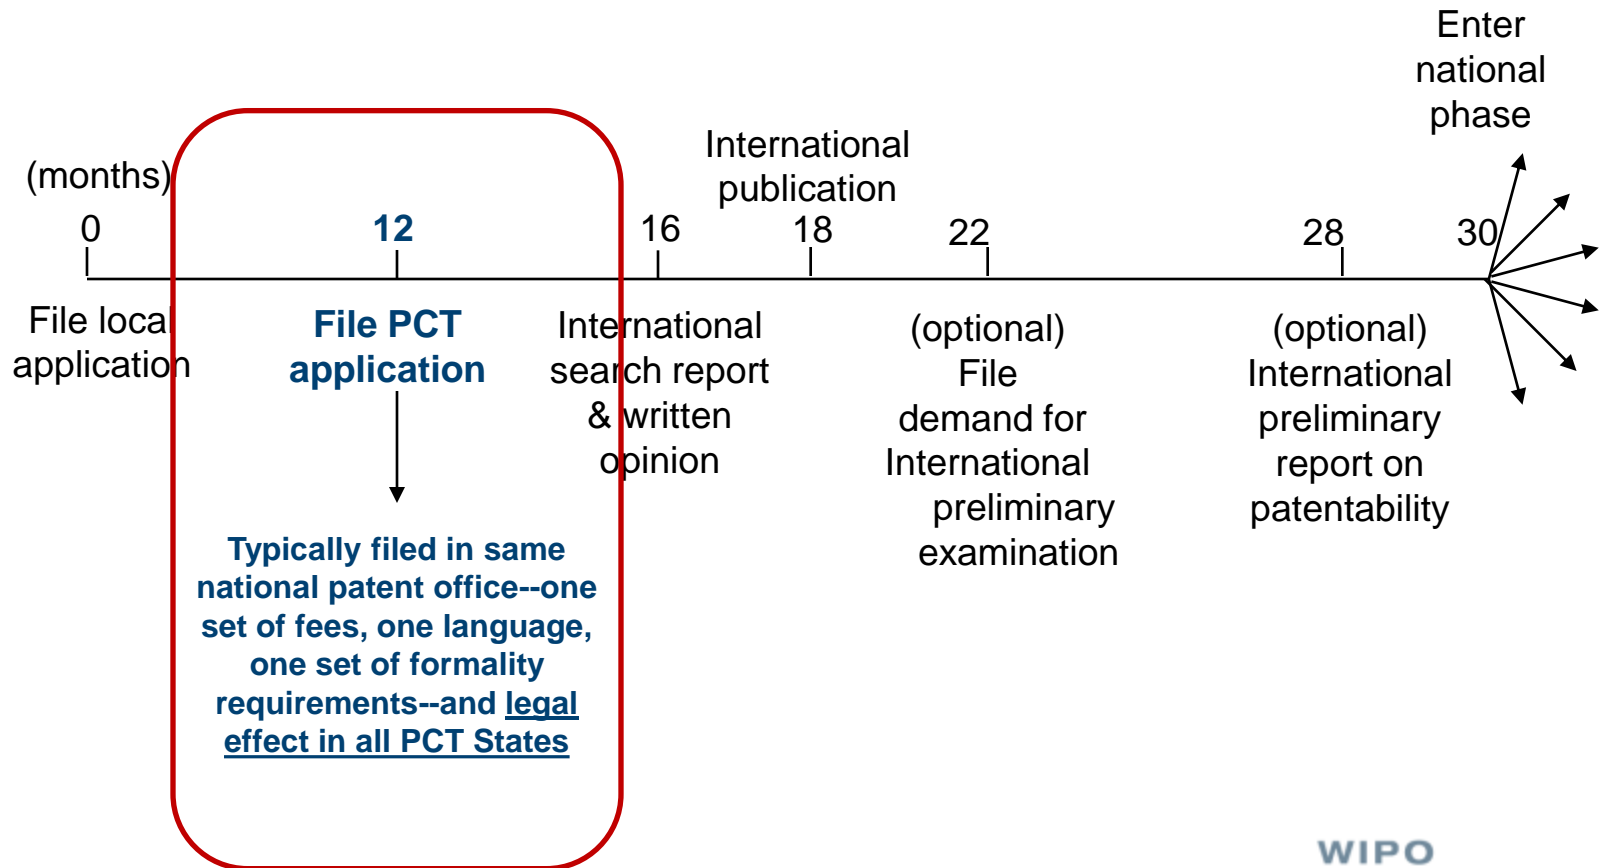 Enter
national
phase
International
publication
(months)
0
12
16
18
22
28
30
File local
application
File PCT
application
International
search report
& written
opinion
(optional)
File
demand for
International
preliminary
examination
(optional)
International
preliminary
report on
patentability
Typically filed in same
national patent office--one
set of fees, one language,
one set of formality
requirements--and legal
effect in all PCT States
WIPO